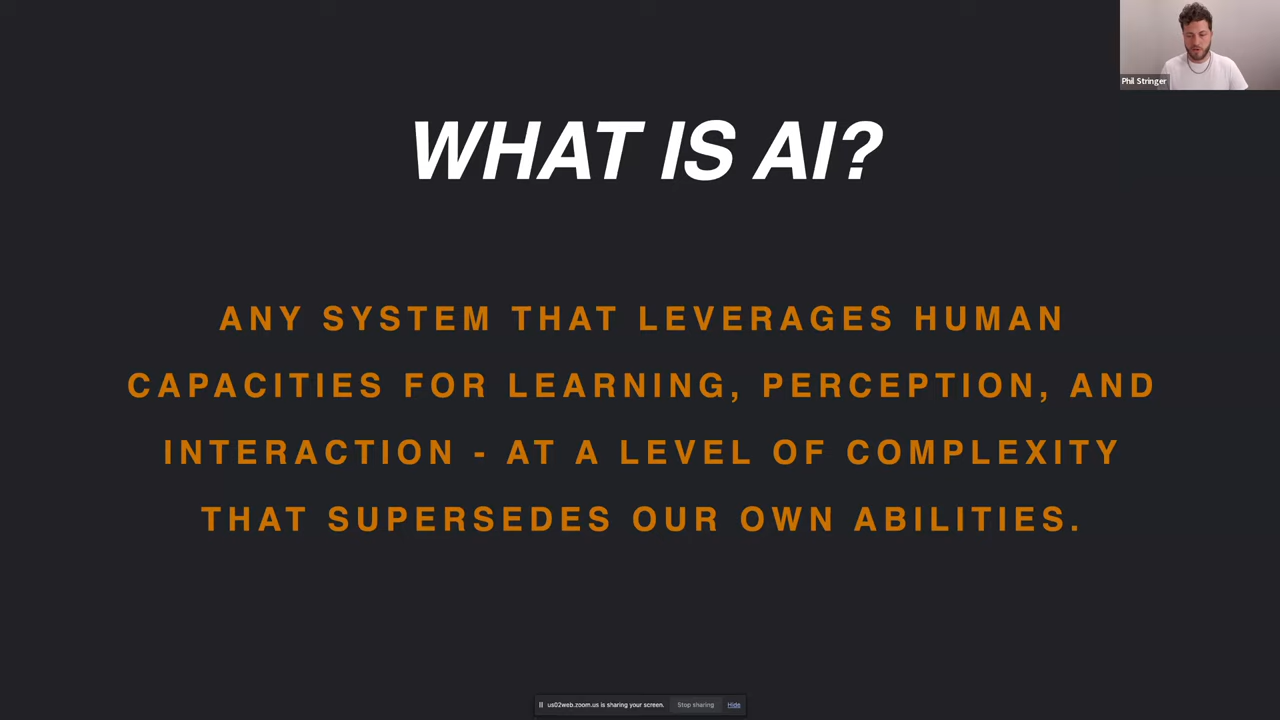 Phil Stringer
WHAT IS AI?
ANY SYSTEM THAT LEVERAGES HUMAN
CAPACITIES FOR LEARNING, PERCEPTION, AND
INTERACTION - AT A LEVEL OF COMPLEXITY
THAT SUPERSEDES OUR OWN ABILITIES.
us02web.zoom.us is sharing your screen. Stop sharing Hide